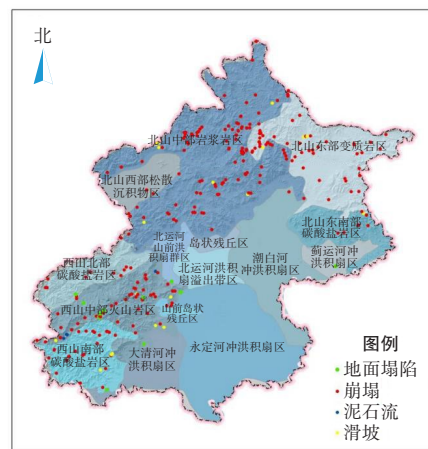 北
北山中部岩浆岩区
北山东部变质岩区
北山西部松散
沉积物区
北山东南部
碳酸盐岩区
北运河
山前洪
积扇群区
岛状残丘区
蓟运河冲
洪积扇区
潮白河
冲洪积扇区
西山北部
碳酸盐岩区
北运河洪积
扇溢出带区
西山中部火山岩区
山前岛状
残丘区
西山南部
碳酸盐岩区
大清河冲
洪积扇区
永定河冲洪积扇区
图例
地面塌陷
崩塌
泥石流
滑坡